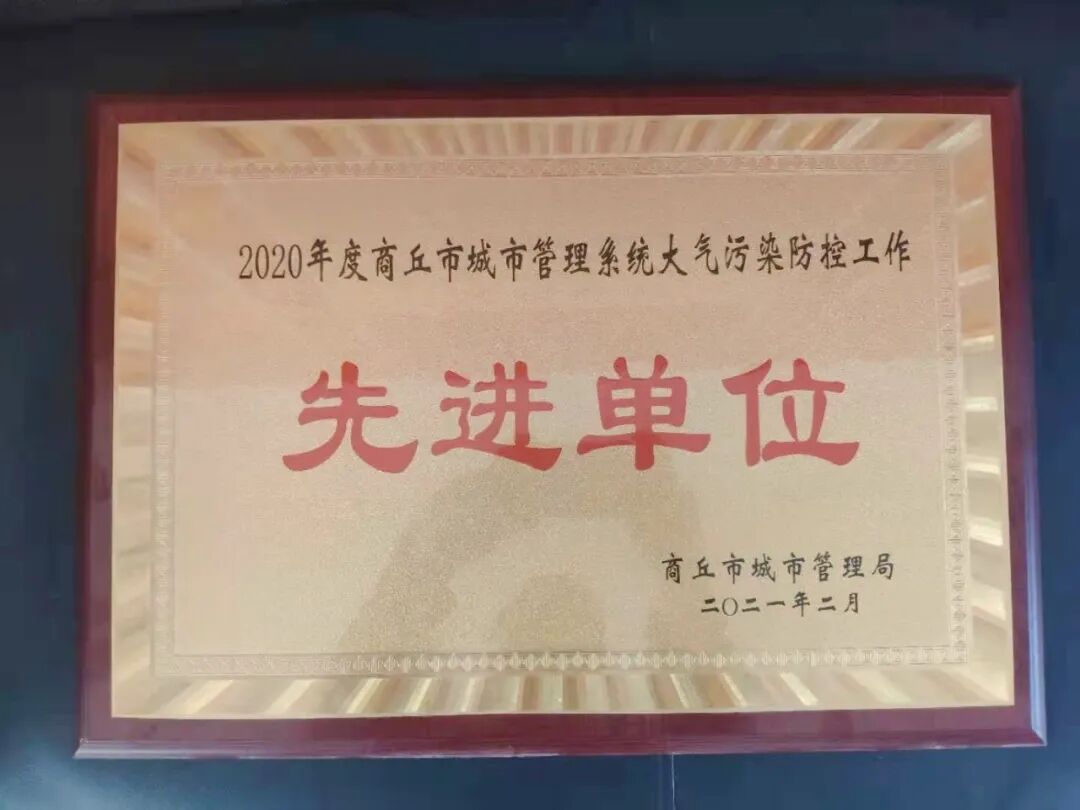 2020年度商丘市城市管理系统大气污染防控工作
先进单位
商丘市城市管理局
二〇二一年二月